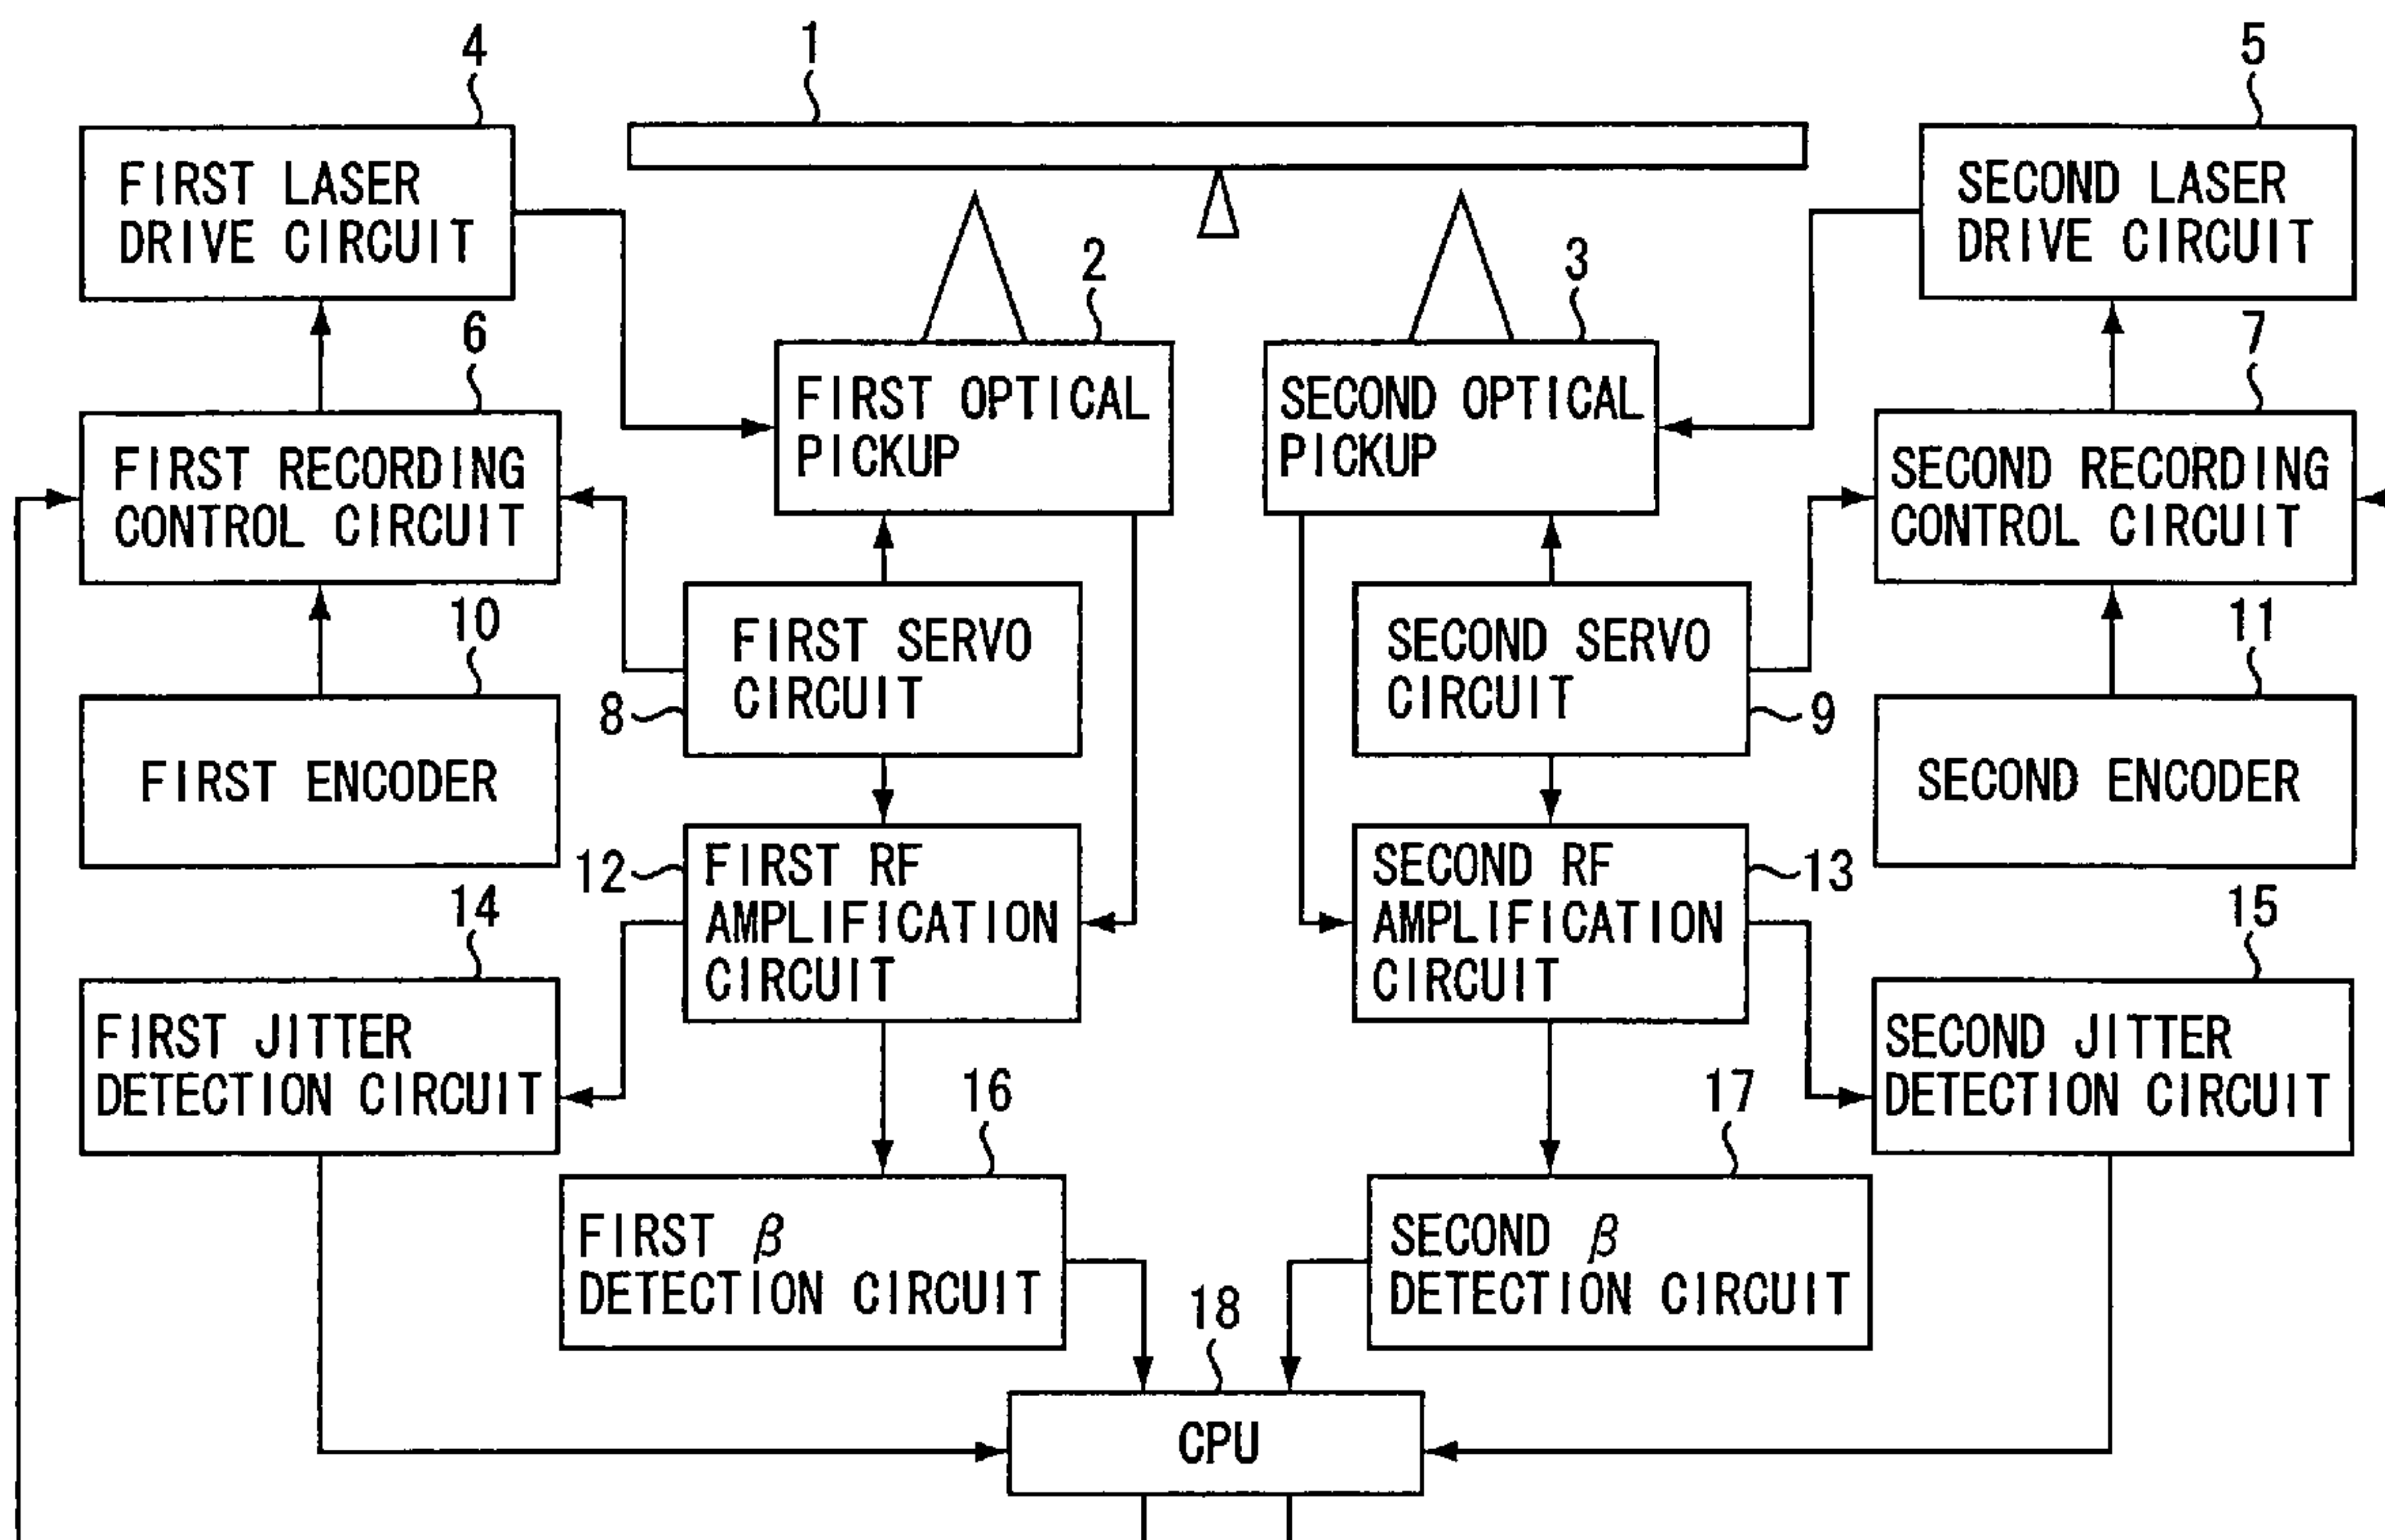 4
1
5
FIRST LASER
DRIVE CIRCUIT
SECOND LASER
DRIVE CIRCUIT
2
3
6
7
FIRST OPTICAL
PICKUP
SECOND OPTICAL
PICKUP
FIRST RECORDING
CONTROL CIRCUIT
SECOND RECORDING
CONTROL CIRCUIT
10
11
FIRST SERVO
CIRCUIT
8
SECOND SERVO
CIRCUIT
9
FIRST ENCODER
SECOND ENCODER
12
FIRST RF
AMPLIFICATION
CIRCUIT
SECOND RF
AMPLIFICATION
CIRCUIT
13
14
15
FIRST JITTER
DETECTION CIRCUIT
SECOND JITTER
DETECTION CIRCUIT
16
17
FIRST β
DETECTION CIRCUIT
SECOND β
DETECTION CIRCUIT
18
CPU